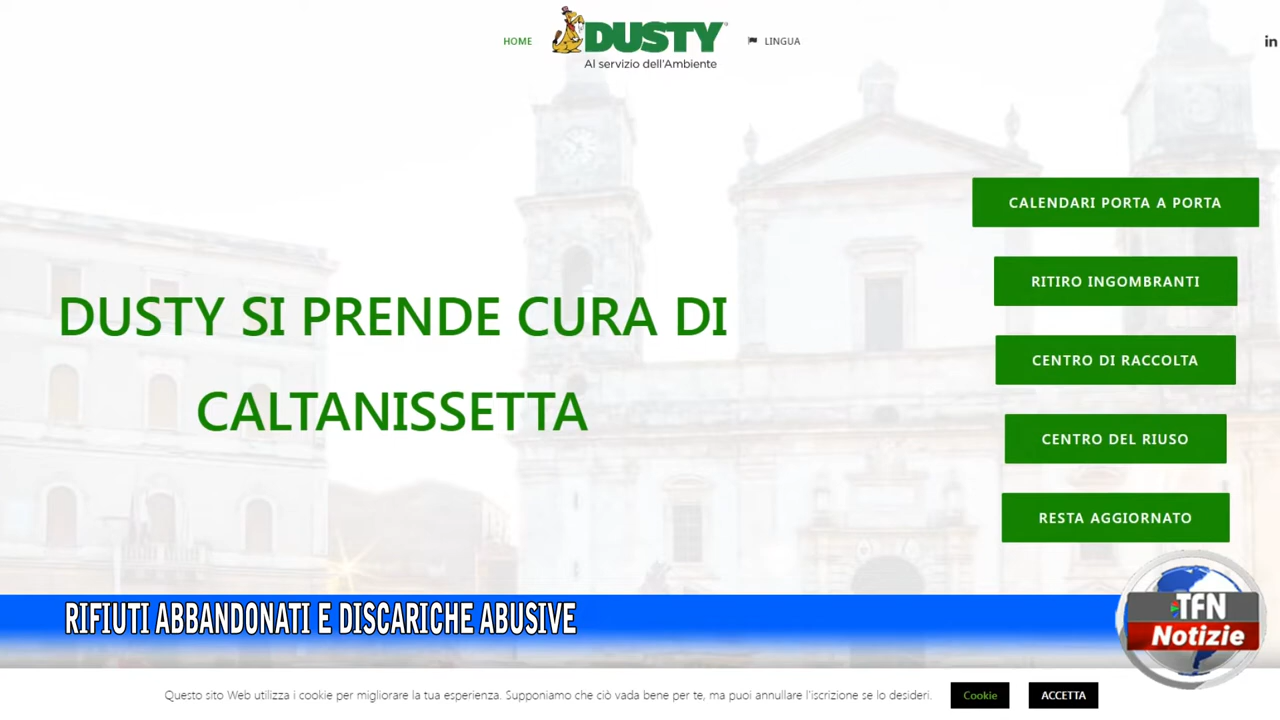 HOME
DUSTY
Al servizio dell'Ambiente
LINGUA
in
DUSTY SI PRENDE CURA DI
CALTANISSETTA
CALENDARI PORTA A PORTA
RITIRO INGOMBRANTI
CENTRO DI RACCOLTA
CENTRO DEL RIUSO
RESTA AGGIORNATO
RIFIUTI ABBANDONATI E DISCARICHE ABUSIVE
TFN
Notizie
Questo sito Web utilizza i cookie per migliorare la tua esperienza. Supponiamo che ciò vada bene per te, ma puoi annullare l'iscrizione se lo desideri.
Cookie
ACCETTA